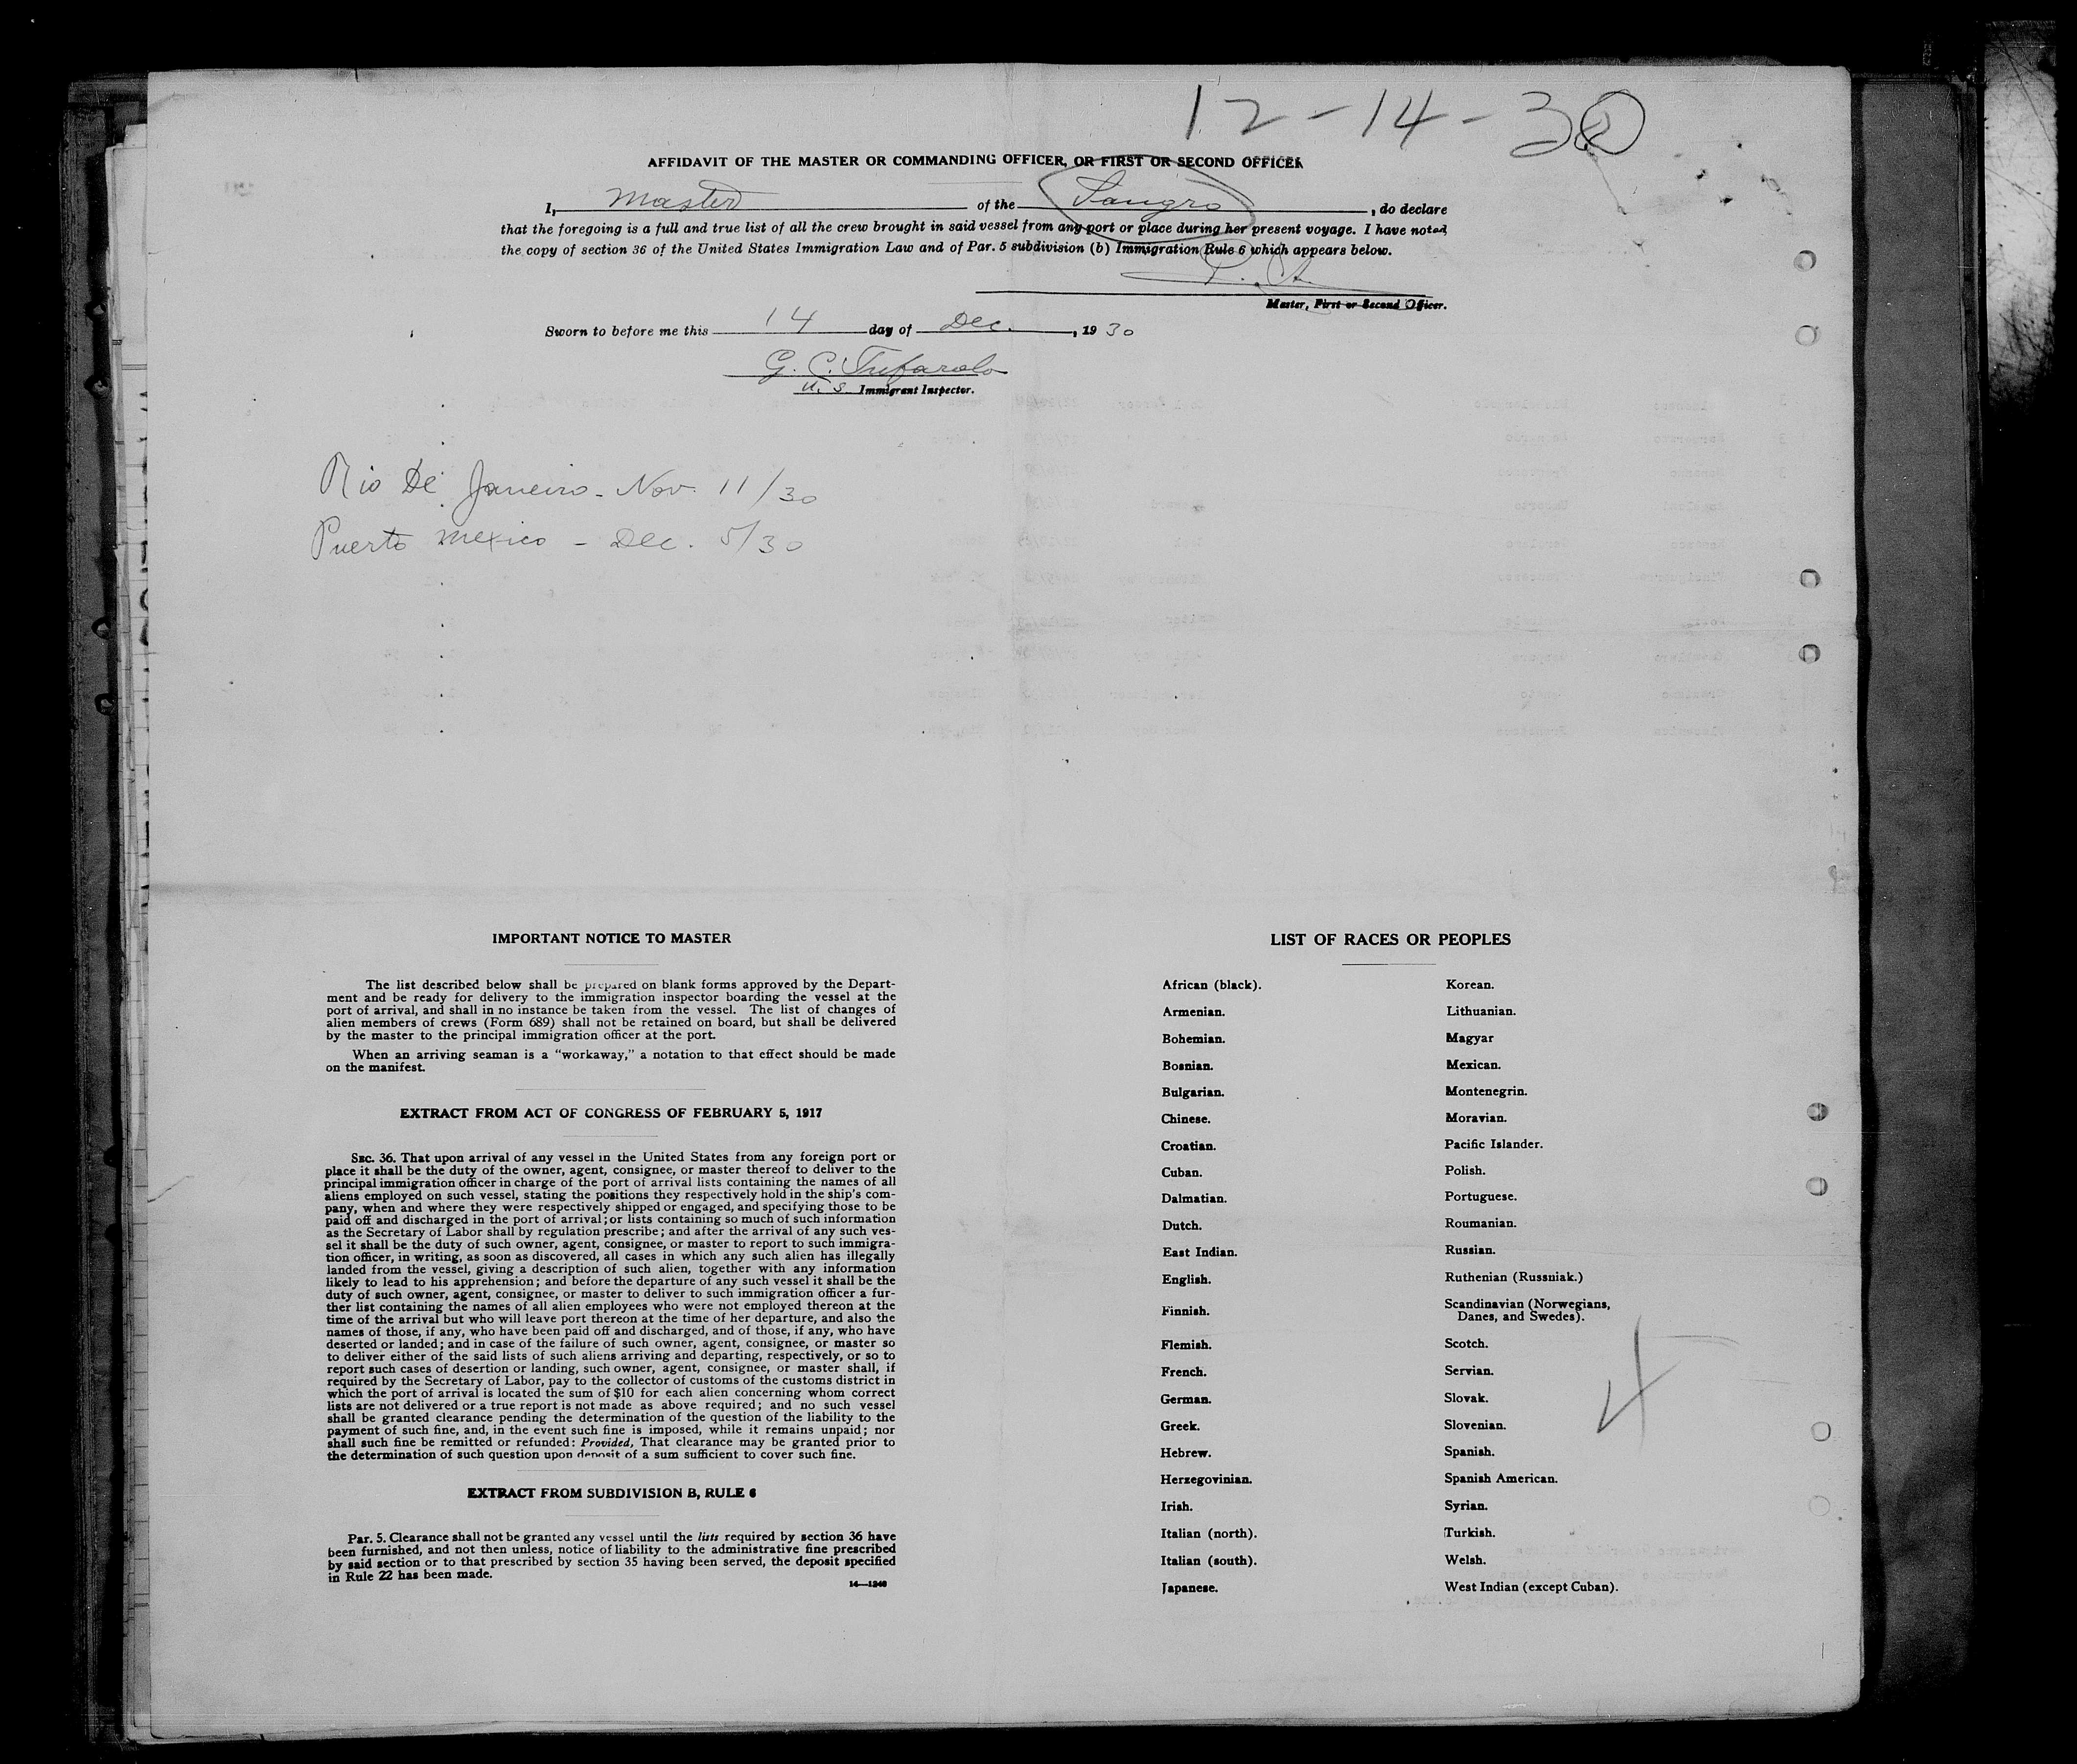 12-14-30
AFFIDAVIT OF THE MASTER OR COMMANDING OFFICER, OR FIRST OR SECOND OFFICER
I, Master of the Sangro, do declare
that the foregoing is a full and true list of all the crew brought in said vessel from any port or place during her present voyage. I have noted
the copy of section 36 of the United States Immigration Law and of Par. 5 subdivision (b) Immigration Rule 6 which appears below.
Master, First or Second Officer.
Sworn to before me this 14 day of Dec., 1930
G. C. Tufarolo
U. S. Immigrant Inspector.
Rio De Janeiro - Nov. 11/30
Puerto Mexico - Dec. 5/30
IMPORTANT NOTICE TO MASTER
The list described below shall be prepared on blank forms approved by the Depart-
ment and be ready for delivery to the immigration inspector boarding the vessel at the
port of arrival, and shall in no instance be taken from the vessel. The list of changes of
alien members of crews (Form 689) shall not be retained on board, but shall be delivered
by the master to the principal immigration officer at the port.
When an arriving seaman is a "workaway," a notation to that effect should be made
on the manifest.
EXTRACT FROM ACT OF CONGRESS OF FEBRUARY 5, 1917
SEC. 36. That upon arrival of any vessel in the United States from any foreign port or
place it shall be the duty of the owner, agent, consignee, or master thereof to deliver to the
principal immigration officer in charge of the port of arrival lists containing the names of all
aliens employed on such vessel, stating the positions they respectively hold in the ship's com-
pany, when and where they were respectively shipped or engaged, and specifying those to be
paid off and discharged in the port of arrival; or lists containing so much of such information
as the Secretary of Labor shall by regulation prescribe; and after the arrival of any such ves-
sel it shall be the duty of such owner, agent, consignee, or master to report to such immigra-
tion officer, in writing, as soon as discovered, all cases in which any such alien has illegally
landed from the vessel, giving a description of such alien, together with any information
likely to lead to his apprehension; and before the departure of any such vessel it shall be the
duty of such owner, agent, consignee, or master to deliver to such immigration officer a fur-
ther list containing the names of all alien employees who were not employed thereon at the
time of the arrival but who will leave port thereon at the time of her departure, and also the
names of those, if any, who have been paid off and discharged, and of those, if any, who have
deserted or landed; and in case of the failure of such owner, agent, consignee, or master so
to deliver either of the said lists of such aliens arriving and departing, respectively, or so to
report such cases of desertion or landing, such owner, agent, consignee, or master shall, if
required by the Secretary of Labor, pay to the collector of customs of the customs district in
which the port of arrival is located the sum of $10 for each alien concerning whom correct
lists are not delivered or a true report is not made as above required; and no such vessel
shall be granted clearance pending the determination of the question of the liability to the
payment of such fine, and, in the event such fine is imposed, while it remains unpaid; nor
shall such fine be remitted or refunded: Provided, That clearance may be granted prior to
the determination of such question upon deposit of a sum sufficient to cover such fine.
EXTRACT FROM SUBDIVISION B, RULE 6
Par. 5. Clearance shall not be granted any vessel until the lists required by section 36 have
been furnished, and not then unless, notice of liability to the administrative fine prescribed
by said section or to that prescribed by section 35 having been served, the deposit specified
in Rule 22 has been made.
14—1240
LIST OF RACES OR PEOPLES
African (black).
Armenian.
Bohemian.
Bosnian.
Bulgarian.
Chinese.
Croatian.
Cuban.
Dalmatian.
Dutch.
East Indian.
English.
Finnish.
Flemish.
French.
German.
Greek.
Hebrew.
Herzegovinian.
Irish.
Italian (north).
Italian (south).
Japanese.
Korean.
Lithuanian.
Magyar
Mexican.
Montenegrin.
Moravian.
Pacific Islander.
Polish.
Portuguese.
Roumanian.
Russian.
Ruthenian (Russniak.)
Scandinavian (Norwegians,
Danes, and Swedes).
Scotch.
Servian.
Slovak.
Slovenian.
Spanish.
Spanish American.
Syrian.
Turkish.
Welsh.
West Indian (except Cuban).
4